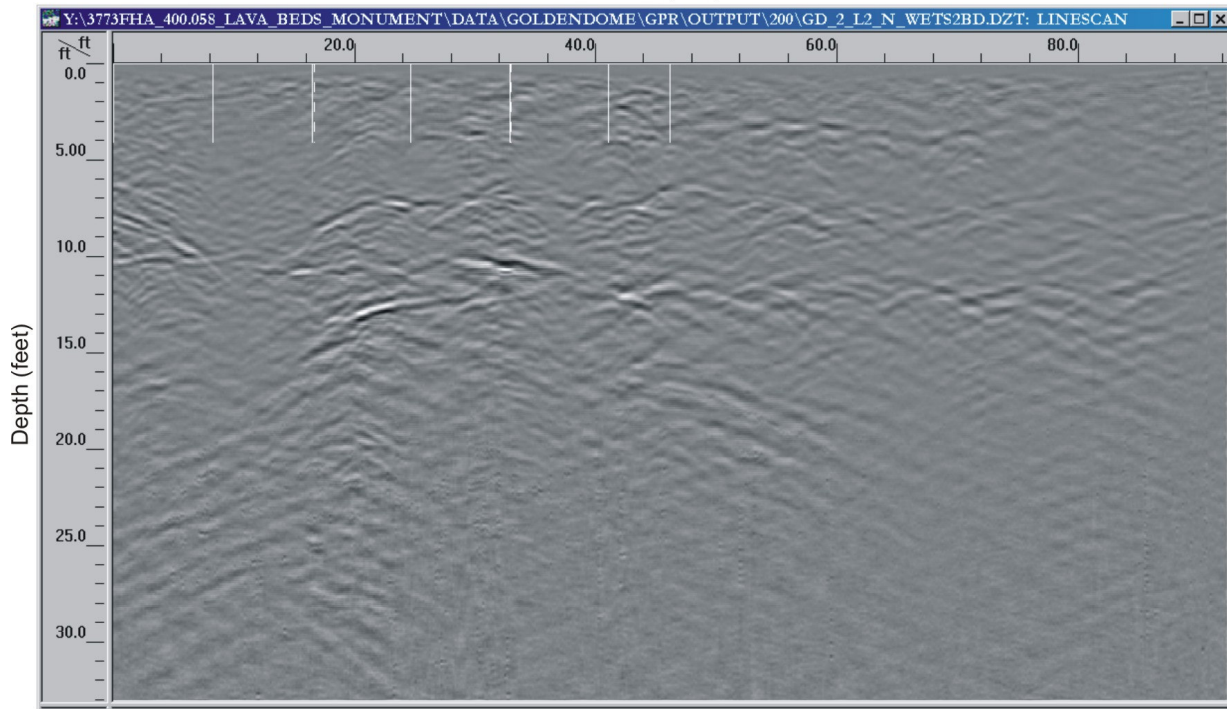 Y:\3773FHA_400.058_LAVA_BEDS_MONUMENT\DATA\GOLDENDOME\GPR\OUTPUT\200\GD_2_L2_N_WETS2BD.DZT: LINESCAN
ft ft
20.0 40.0 60.0 80.0
0.0
5.00
10.0
15.0
20.0
25.0
30.0
Depth (feet)